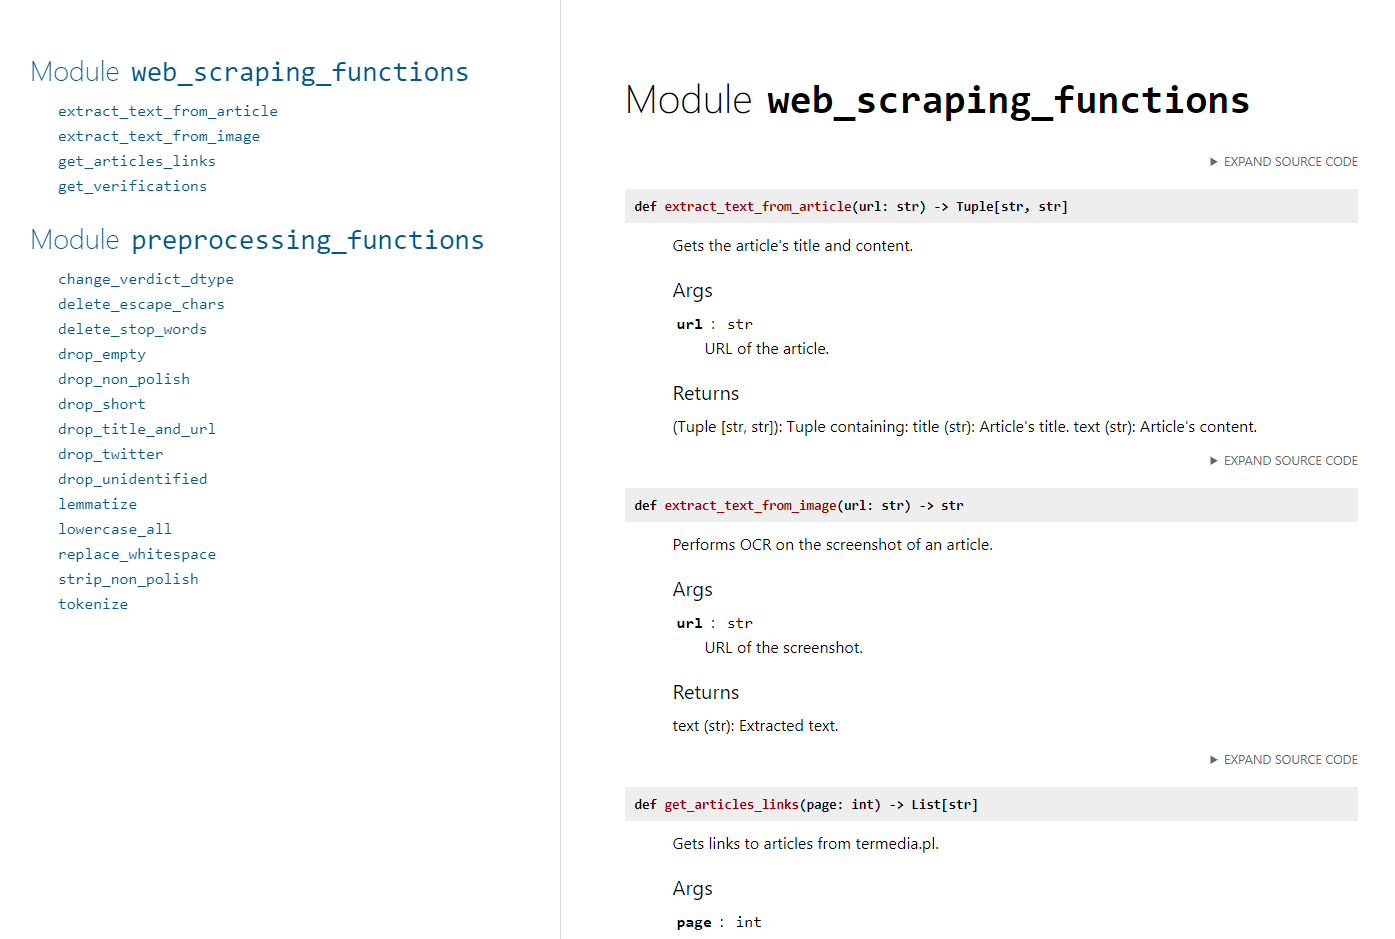 Module web_scraping_functions
extract_text_from_article
extract_text_from_image
get_articles_links
get_verifications
Module preprocessing_functions
change_verdict_dtype
delete_escape_chars
delete_stop_words
drop_empty
drop_non_polish
drop_short
drop_title_and_url
drop_twitter
drop_unidentified
lemmatize
lowercase_all
replace_whitespace
strip_non_polish
tokenize
Module web_scraping_functions
▶ EXPAND SOURCE CODE
def extract_text_from_article(url: str) -> Tuple[str, str]
Gets the article's title and content.
Args
url : str
URL of the article.
Returns
(Tuple [str, str]): Tuple containing: title (str): Article's title. text (str): Article's content.
▶ EXPAND SOURCE CODE
def extract_text_from_image(url: str) -> str
Performs OCR on the screenshot of an article.
Args
url : str
URL of the screenshot.
Returns
text (str): Extracted text.
▶ EXPAND SOURCE CODE
def get_articles_links(page: int) -> List[str]
Gets links to articles from termedia.pl.
Args
page : int